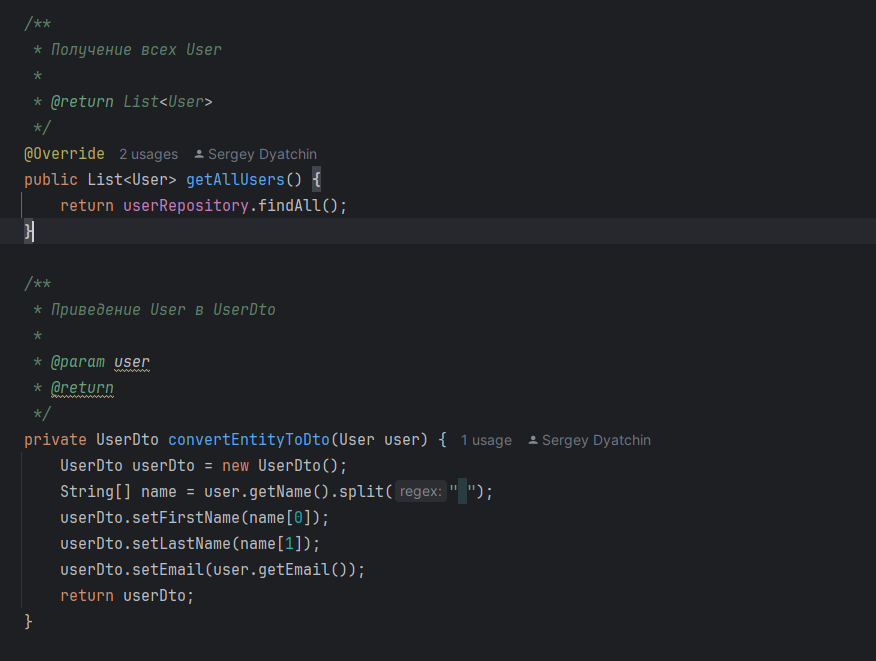 /**
 * Получение всех User
 *
 * @return List<User>
 */
@Override 2 usages Sergey Dyatchin
public List<User> getAllUsers() {
    return userRepository.findAll();
}
/**
 * Приведение User в UserDto
 *
 * @param user
 * @return
 */
private UserDto convertEntityToDto(User user) { 1 usage Sergey Dyatchin
    UserDto userDto = new UserDto();
    String[] name = user.getName().split( regex: " ");
    userDto.setFirstName(name[0]);
    userDto.setLastName(name[1]);
    userDto.setEmail(user.getEmail());
    return userDto;
}